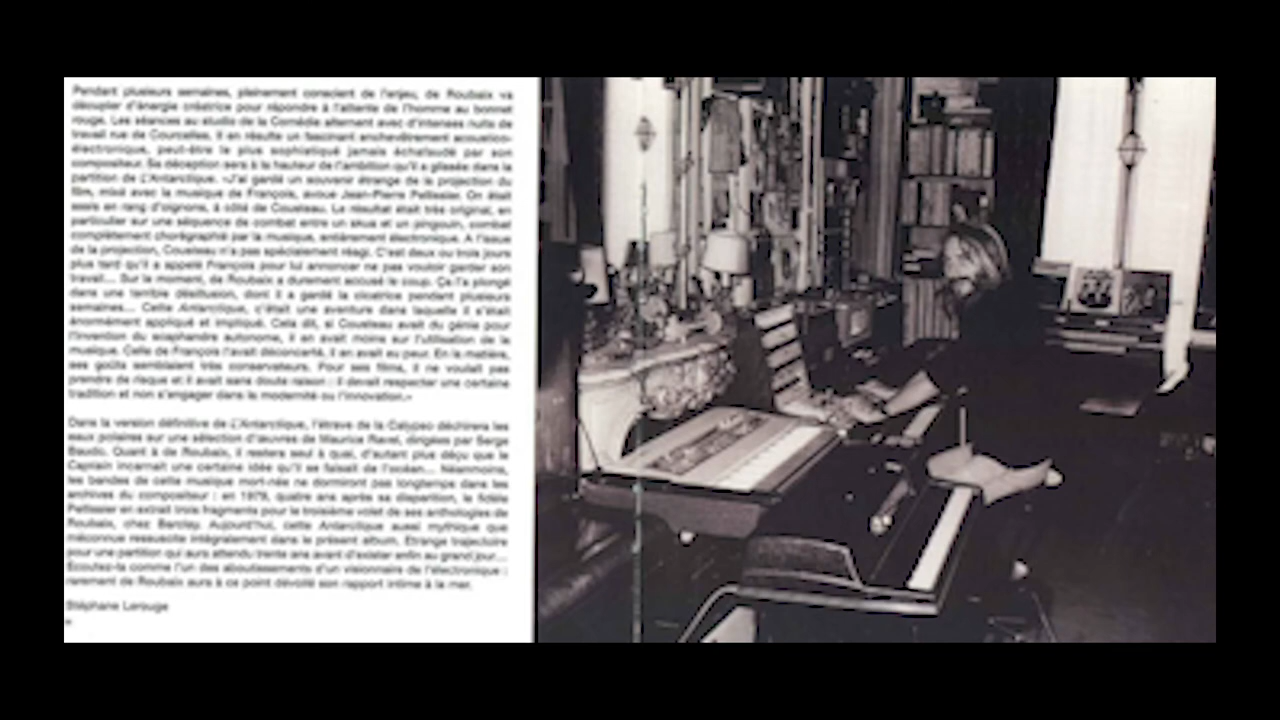 Pendant plusieurs semaines, pleinement conscient de l'enjeu, de Roubaix va
décupler d'énergie créatrice pour répondre à l'attente de l'homme au bonnet
rouge. Les séances au studio de la Comédie alternent avec d'intenses nuits de
travail rue de Courcelles. Il en résulte un fascinant enchevêtrement acoustico-
électronique, peut-être le plus sophistiqué jamais échafaudé par son
compositeur. Sa déception sera à la hauteur de l'ambition qu'il a glissée dans la
partition de L'Antarctique. «J'ai gardé un souvenir étrange de la projection du
film, mixé avec la musique de François, avoue Jean-Pierre Pellissier. On était
assis en rang d'oignons, à côté de Cousteau. Le résultat était très original, en
particulier sur une séquence de combat entre un skua et un pingouin, combat
complètement chorégraphié par la musique, entièrement électronique. A l'issue
de la projection, Cousteau n'a pas spécialement réagi. C'est deux ou trois jours
plus tard qu'il a appelé François pour lui annoncer ne pas vouloir garder son
travail... Sur le moment, de Roubaix a durement accusé le coup. Ça l'a plongé
dans une terrible désillusion, dont il a gardé la cicatrice pendant plusieurs
semaines... Cette Antarctique, c'était une aventure dans laquelle il s'était
énormément appliqué et impliqué. Cela dit, si Cousteau avait du génie pour
l'invention du scaphandre autonome, il en avait moins sur l'utilisation de la
musique. Celle de François l'avait déconcerté, il en avait eu peur. En la matière,
ses goûts semblaient très conservateurs. Pour ses films, il ne voulait pas
prendre de risque et il avait sans doute raison : il devait respecter une certaine
tradition et non s'engager dans la modernité ou l'innovation.»
Dans la version définitive de L'Antarctique, l'étrave de la Calypso déchirera les
eaux polaires sur une sélection d'œuvres de Maurice Ravel, dirigées par Serge
Baudo. Quant à de Roubaix, il restera seul à quai, d'autant plus déçu que le
Captain incarnait une certaine idée qu'il se faisait de l'océan... Néanmoins,
les bandes de cette musique mort-née ne dormiront pas longtemps dans les
archives du compositeur : en 1979, quatre ans après sa disparition, le fidèle
Pellissier en extrait trois fragments pour le troisième volet de ses anthologies de
Roubaix, chez Barclay. Aujourd'hui, cette Antarctique aussi mythique que
méconnue ressuscite intégralement dans le présent album. Etrange trajectoire
pour une partition qui aura attendu trente ans avant d'exister enfin au grand jour...
Ecoutez-la comme l'un des aboutissements d'un visionnaire de l'électronique :
rarement de Roubaix aura à ce point dévoilé son rapport intime à la mer.
Stéphane Lerouge